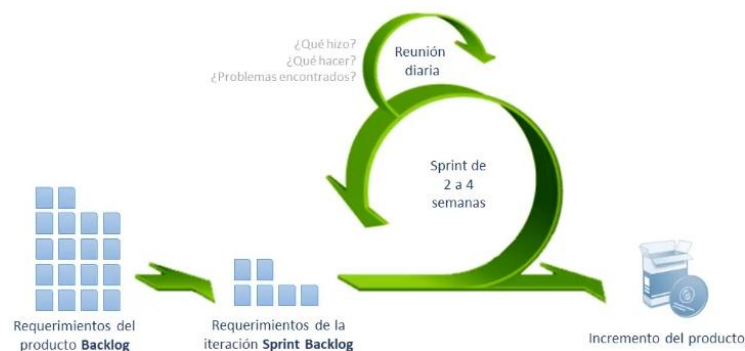 ¿Qué hizo?
¿Qué hacer?
¿Problemas encontrados?
Reunión
diaria
Sprint de
2 a 4
semanas
Requerimientos del
producto Backlog
Requerimientos de la
iteración Sprint Backlog
Incremento del producto